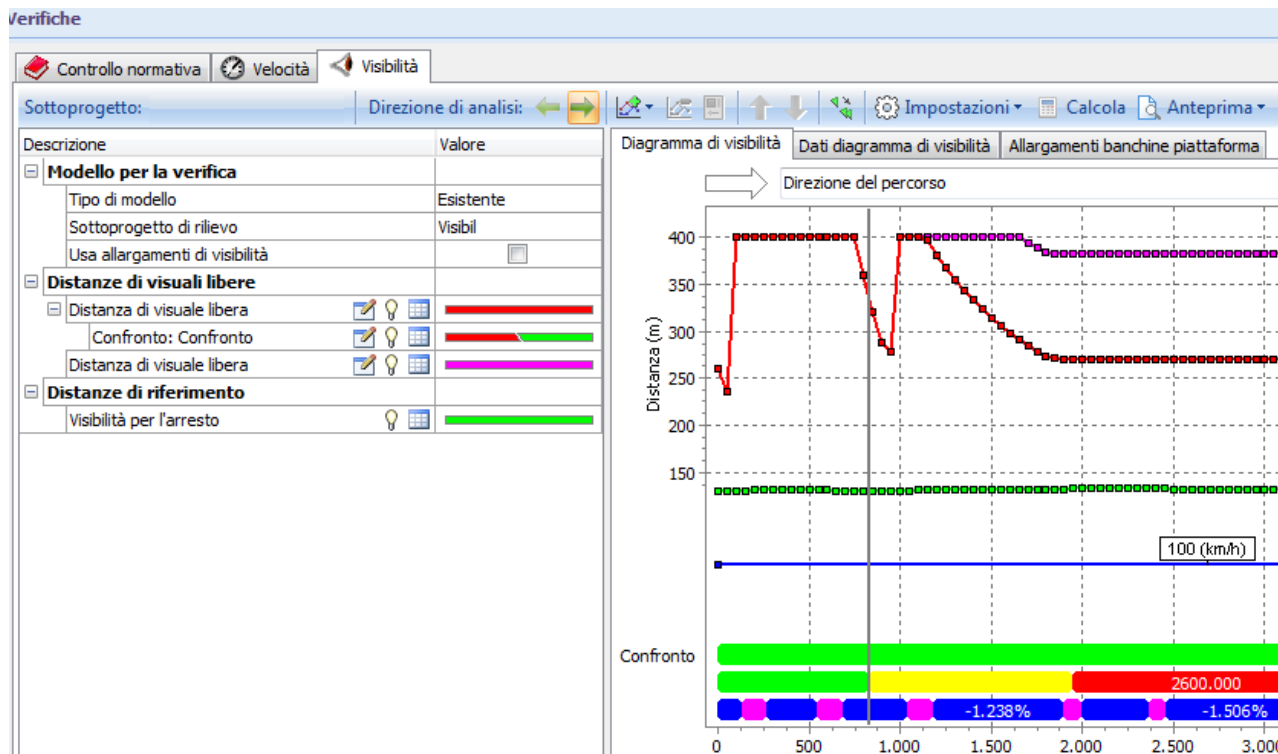 Verifiche
Controllo normativa Velocità Visibilità
Sottoprogetto: Direzione di analisi: Impostazioni Calcola Anteprima
Descrizione Valore
Modello per la verifica
Tipo di modello Esistente
Sottoprogetto di rilievo Visibil
Usa allargamenti di visibilità
Distanze di visuali libere
Distanza di visuale libera
Confronto: Confronto
Distanza di visuale libera
Distanze di riferimento
Visibilità per l'arresto
Diagramma di visibilità Dati diagramma di visibilità Allargamenti banchine piattaforma
Direzione del percorso
Distanza (m)
400
350
300
250
200
150
100 (km/h)
Confronto
2600.000
-1.238% -1.506%
0 500 1.000 1.500 2.000 2.500 3.00